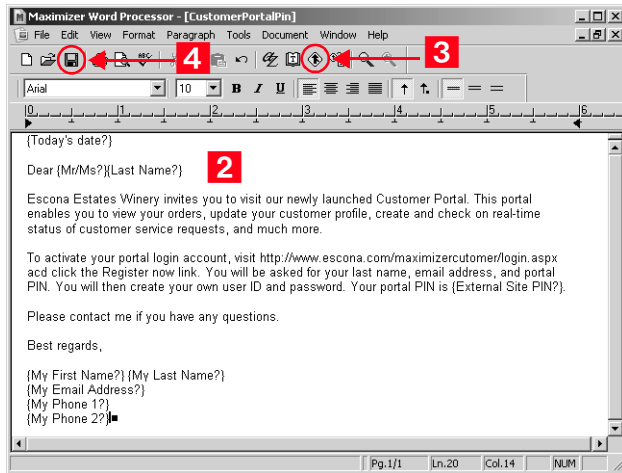 Maximizer Word Processor - [CustomerPortalPin]
File Edit View Format Paragraph Tools Document Window Help
4
3
Arial 10 B I U
0 1 2 3 4 5 6
{Today's date?}
Dear {Mr/Ms?}{Last Name?}
2
Escona Estates Winery invites you to visit our newly launched Customer Portal. This portal
enables you to view your orders, update your customer profile, create and check on real-time
status of customer service requests, and much more.
To activate your portal login account, visit http://www.escona.com/maximizercutomer/login.aspx
acd click the Register now link. You will be asked for your last name, email address, and portal
PIN. You will then create your own user ID and password. Your portal PIN is {External Site PIN?}.
Please contact me if you have any questions.
Best regards,
{My First Name?} {My Last Name?}
{My Email Address?}
{My Phone 1?}
{My Phone 2?}
Pg.1/1 Ln.20 Col.14 NUM